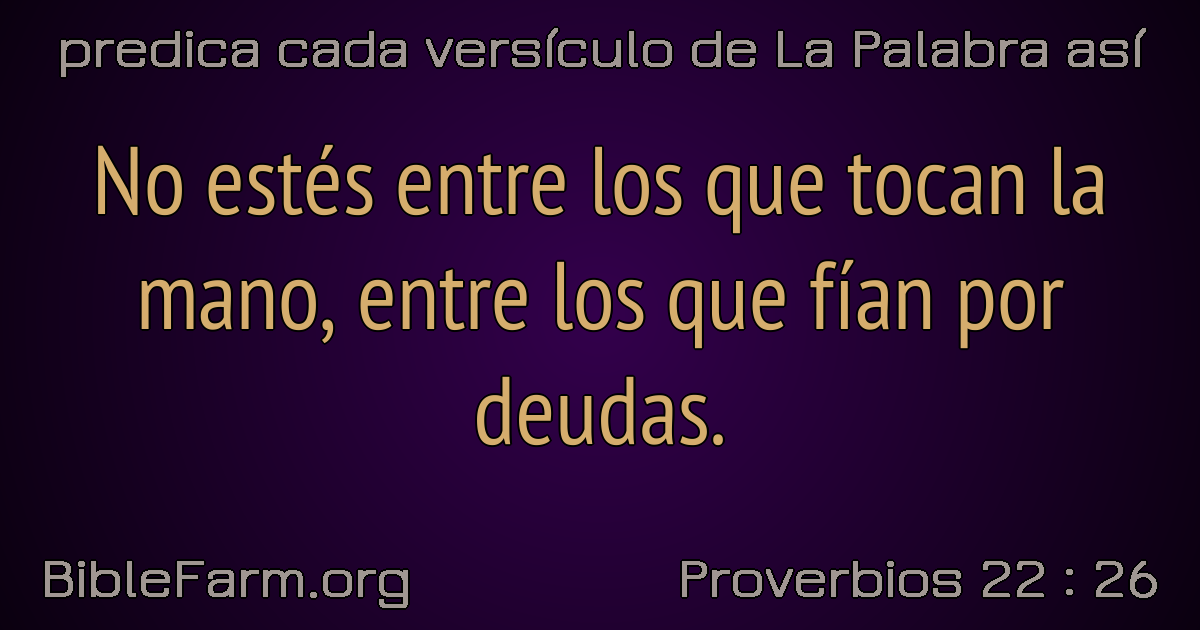 predica cada versículo de La Palabra así
No estés entre los que tocan la
mano, entre los que fían por
deudas.
BibleFarm.org
Proverbios 22 : 26